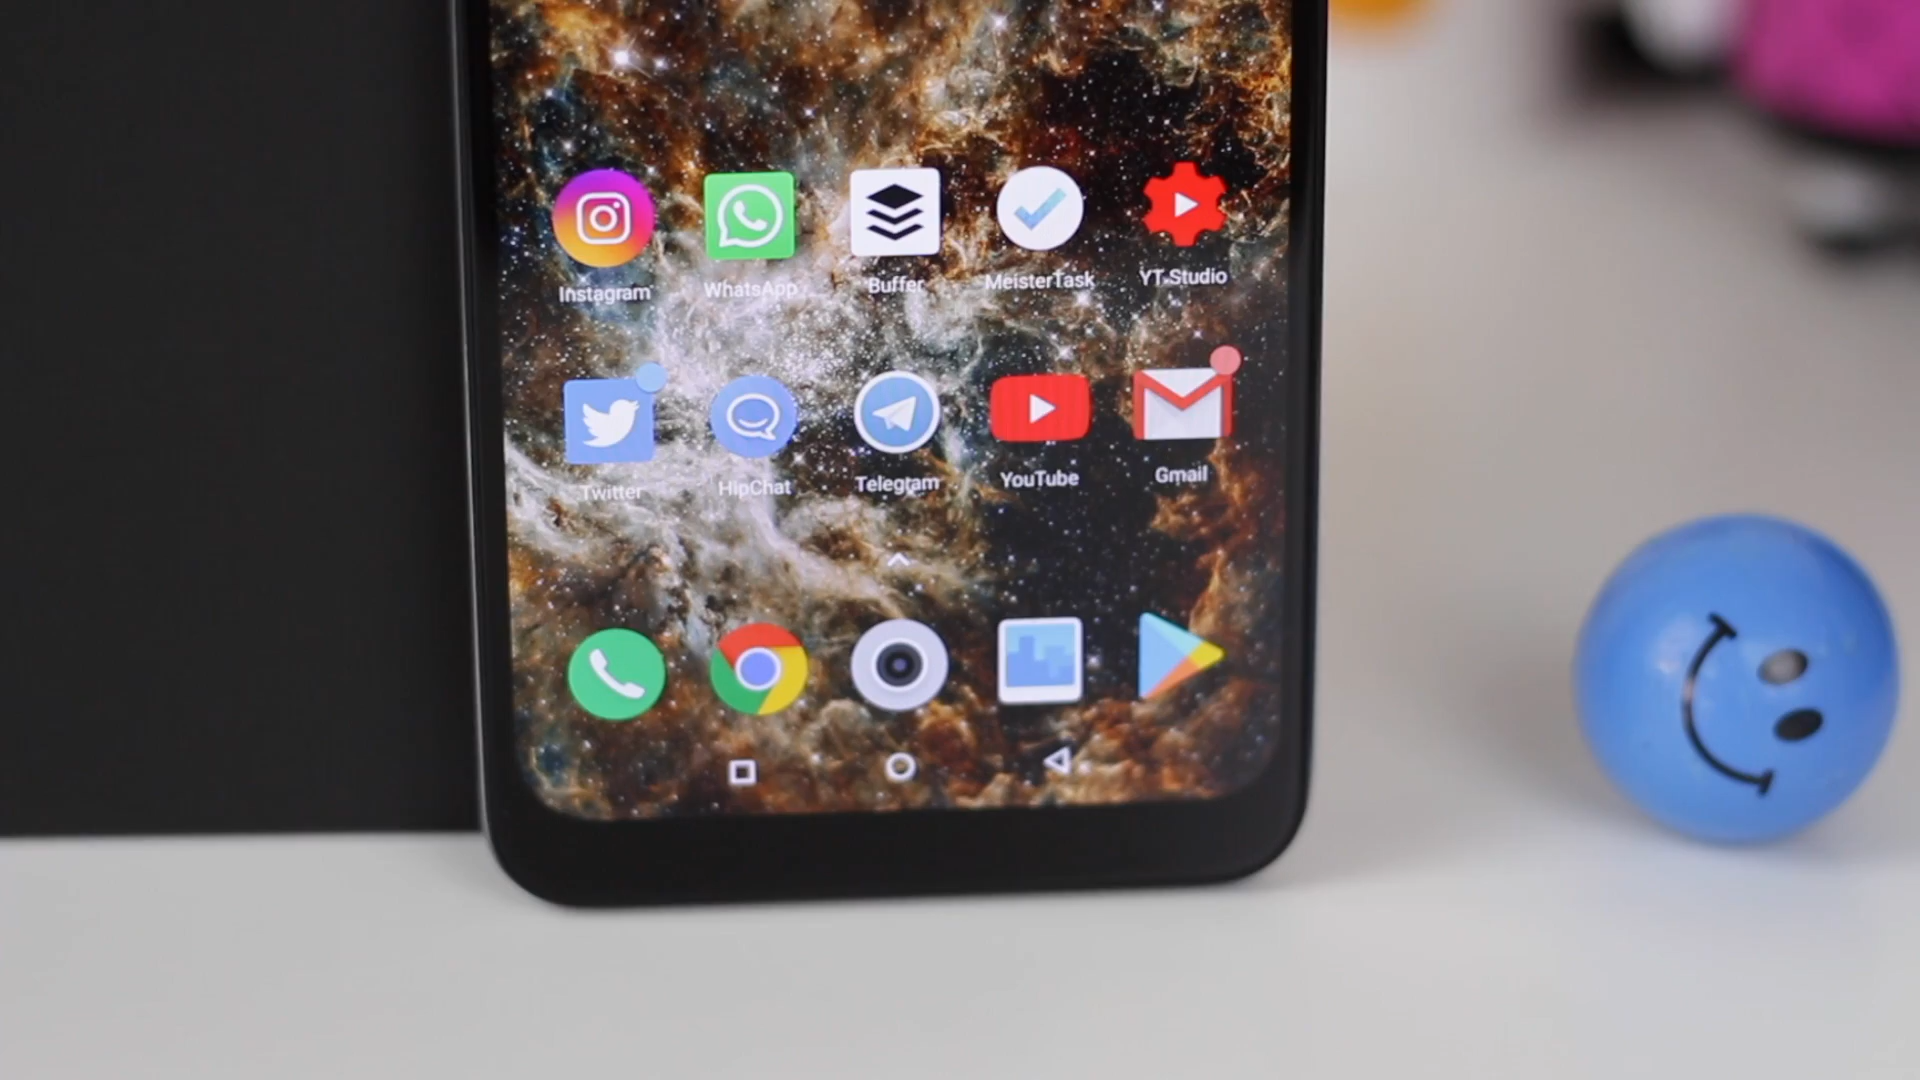 Instagram
WhatsApp
Buffer
MeisterTask
YT Studio
Twitter
HipChat
Telegram
YouTube
Gmail